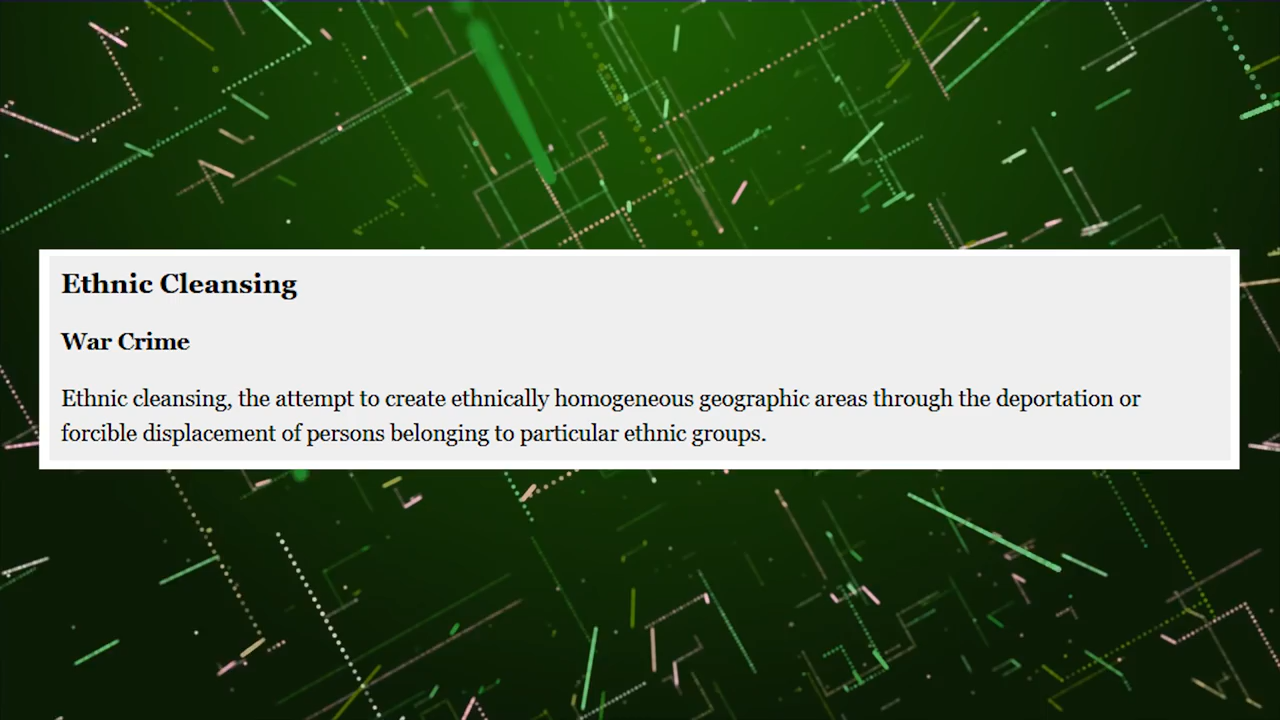 Ethnic Cleansing
War Crime
Ethnic cleansing, the attempt to create ethnically homogeneous geographic areas through the deportation or
forcible displacement of persons belonging to particular ethnic groups.